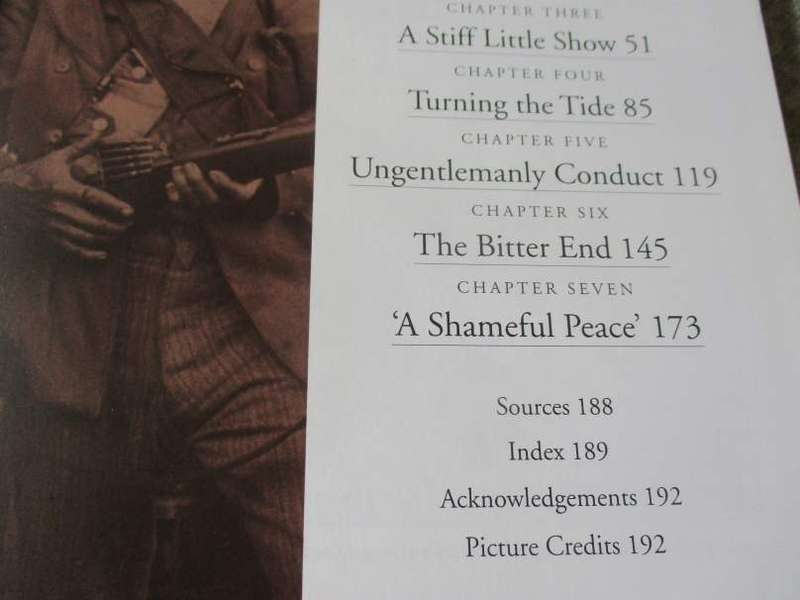 CHAPTER THREE
A Stiff Little Show 51
CHAPTER FOUR
Turning the Tide 85
CHAPTER FIVE
Ungentlemanly Conduct 119
CHAPTER SIX
The Bitter End 145
CHAPTER SEVEN
‘A Shameful Peace’ 173
Sources 188
Index 189
Acknowledgements 192
Picture Credits 192